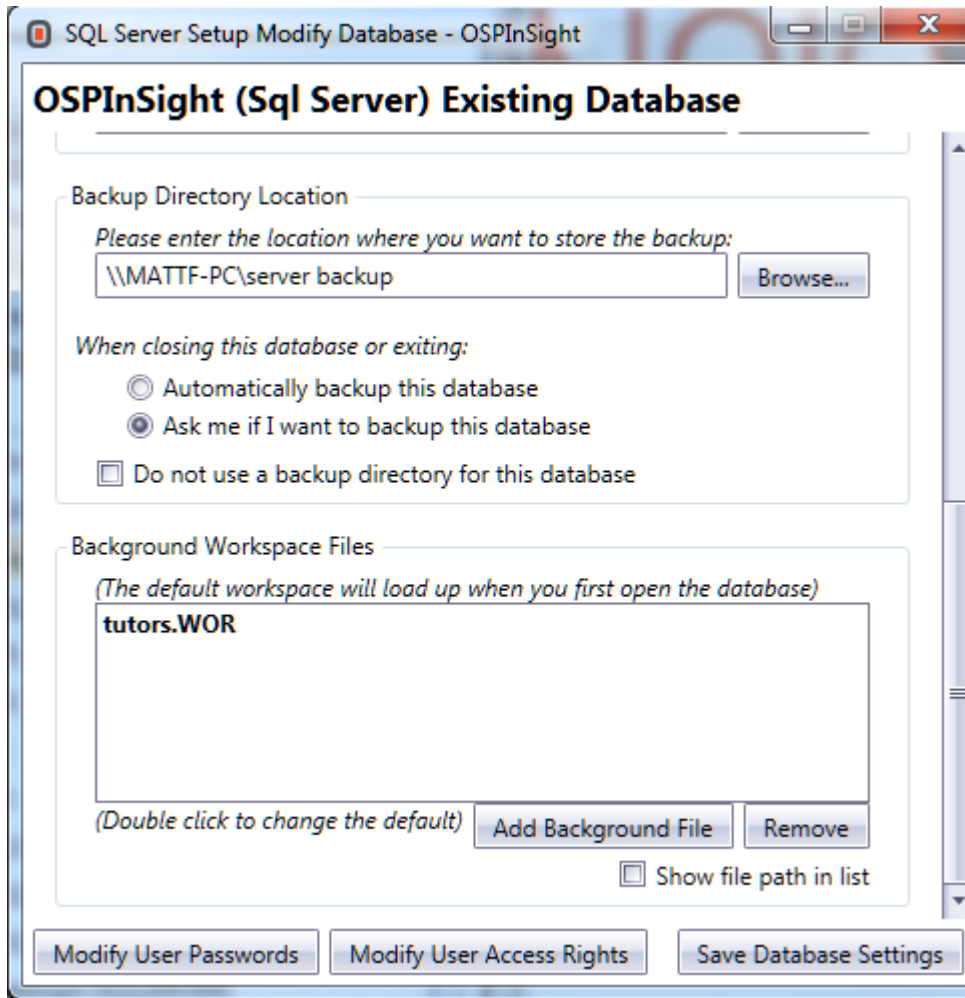 SQL Server Setup Modify Database - OSPInSight
OSPInSight (Sql Server) Existing Database
Backup Directory Location
Please enter the location where you want to store the backup:
\\MATTF-PC\server backup
Browse...
When closing this database or exiting:
Automatically backup this database
Ask me if I want to backup this database
Do not use a backup directory for this database
Background Workspace Files
(The default workspace will load up when you first open the database)
tutors.WOR
(Double click to change the default)
Add Background File
Remove
Show file path in list
Modify User Passwords
Modify User Access Rights
Save Database Settings